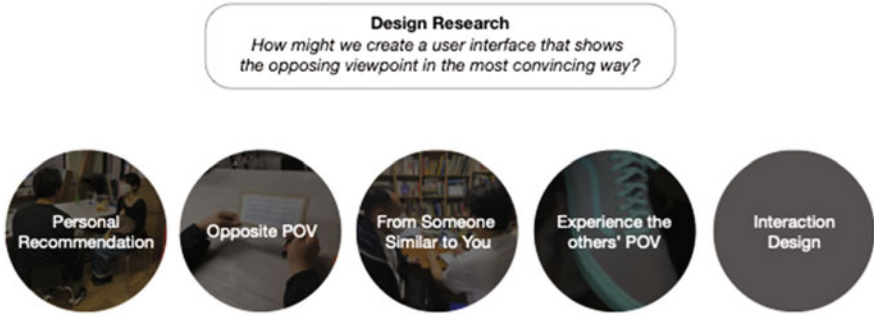 Design Research
How might we create a user interface that shows
the opposing viewpoint in the most convincing way?
Personal
Recommendation
Opposite POV
From Someone
Similar to You
Experience the
others' POV
Interaction
Design